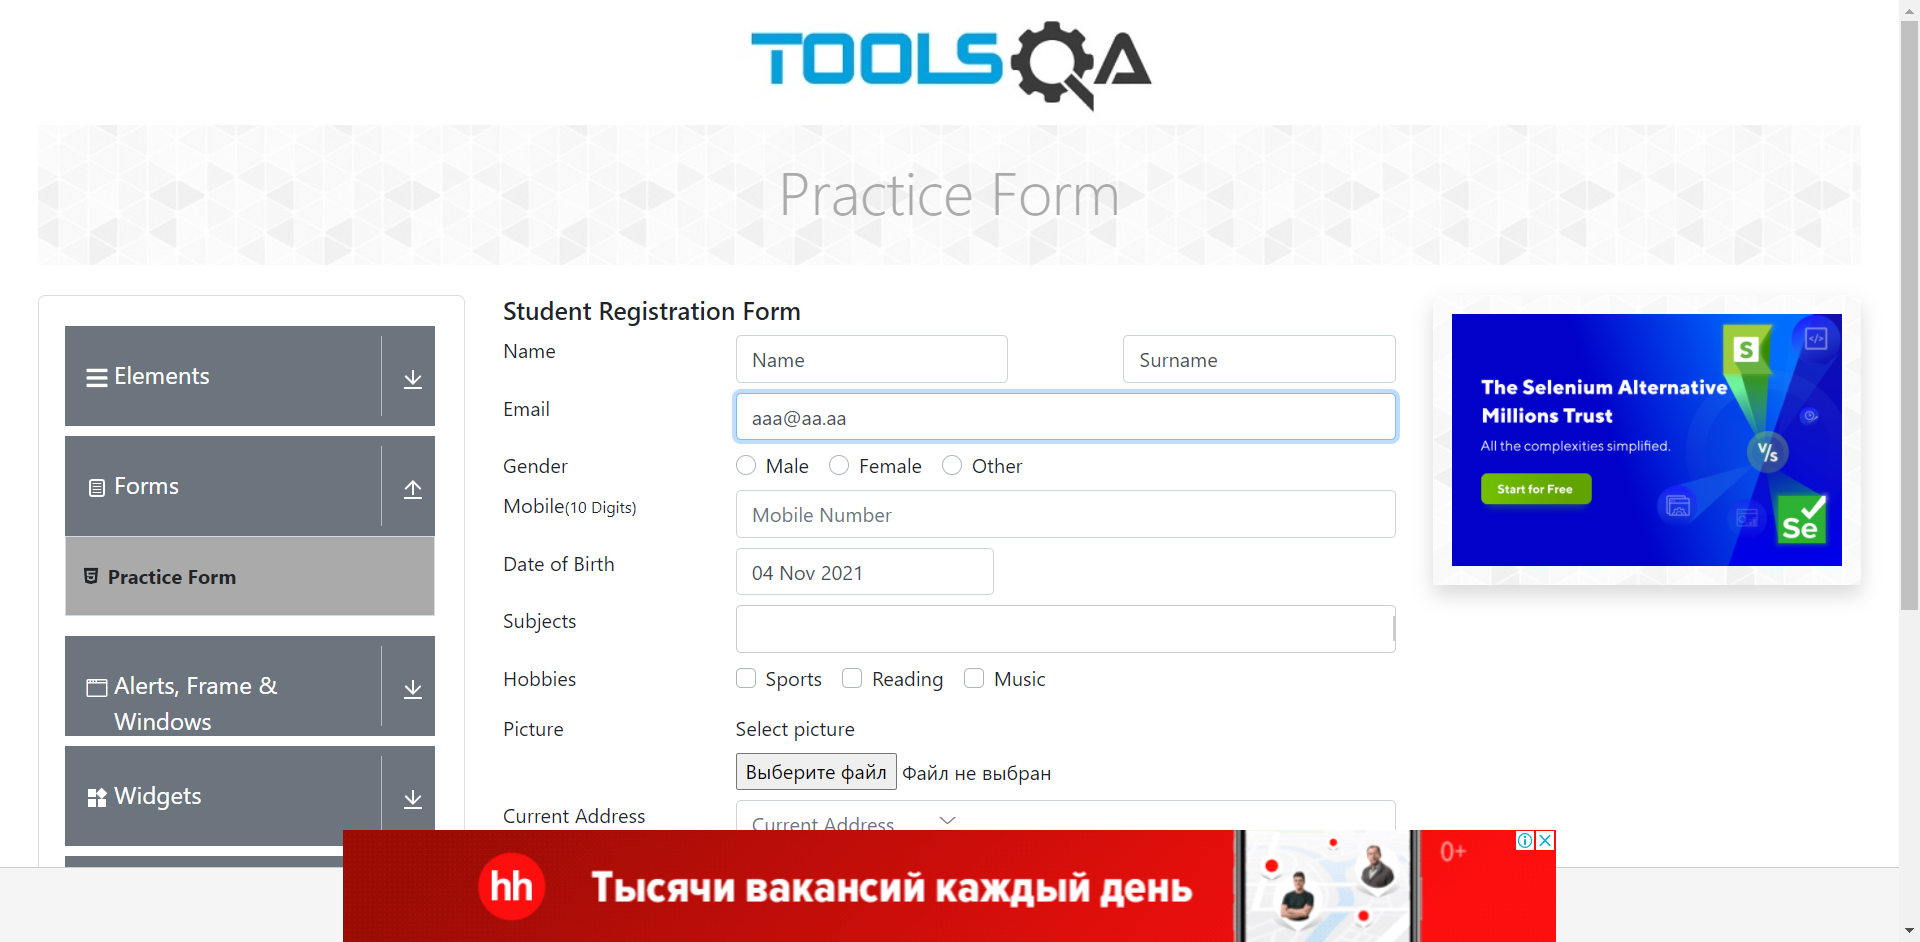 TOOLSQA
Practice Form
Elements
Forms
Practice Form
Alerts, Frame &
Windows
Widgets
Student Registration Form
Name
Name
Surname
Email
aaa@aa.aa
Gender
Male
Female
Other
Mobile(10 Digits)
Mobile Number
Date of Birth
04 Nov 2021
Subjects
Hobbies
Sports
Reading
Music
Picture
Select picture
Выберите файл
Файл не выбран
Current Address
Current Address
S
The Selenium Alternative
Millions Trust
All the complexities simplified.
Start for Free
V/s
Se
hh
Тысячи вакансий каждый день
0+